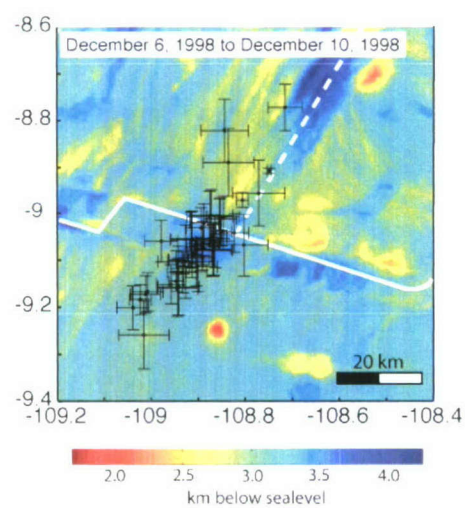 -8.6
December 6, 1998 to December 10, 1998
-8.8
-9
-9.2
20 km
-9.4
-109.2 -109 -108.8 -108.6 -108.4
2.0 2.5 3.0 3.5 4.0
km below sealevel